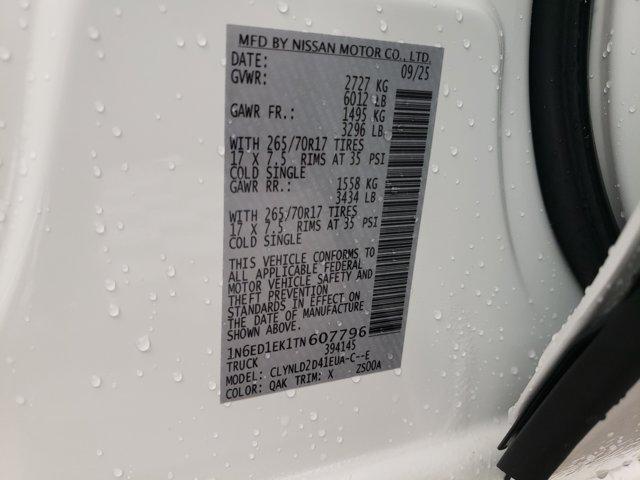 MFD BY NISSAN MOTOR CO., LTD.
DATE: 09/25
GVWR: 2727 KG
6012 LB
GAWR FR.: 1495 KG
3296 LB
WITH 265/70R17 TIRES
17 X 7.5 RIMS AT 35 PSI
COLD SINGLE
GAWR RR.: 1558 KG
3434 LB
WITH 265/70R17 TIRES
17 X 7.5 RIMS AT 35 PSI
COLD SINGLE
THIS VEHICLE CONFORMS TO
ALL APPLICABLE FEDERAL
MOTOR VEHICLE SAFETY AND
THEFT PREVENTION
STANDARDS IN EFFECT ON
THE DATE OF MANUFACTURE
SHOWN ABOVE.
1N6ED1EK1TN607796
TRUCK 394145
MODEL: CLYNLD2D41EUA-C--E
COLOR: QAK TRIM: X ZS00A